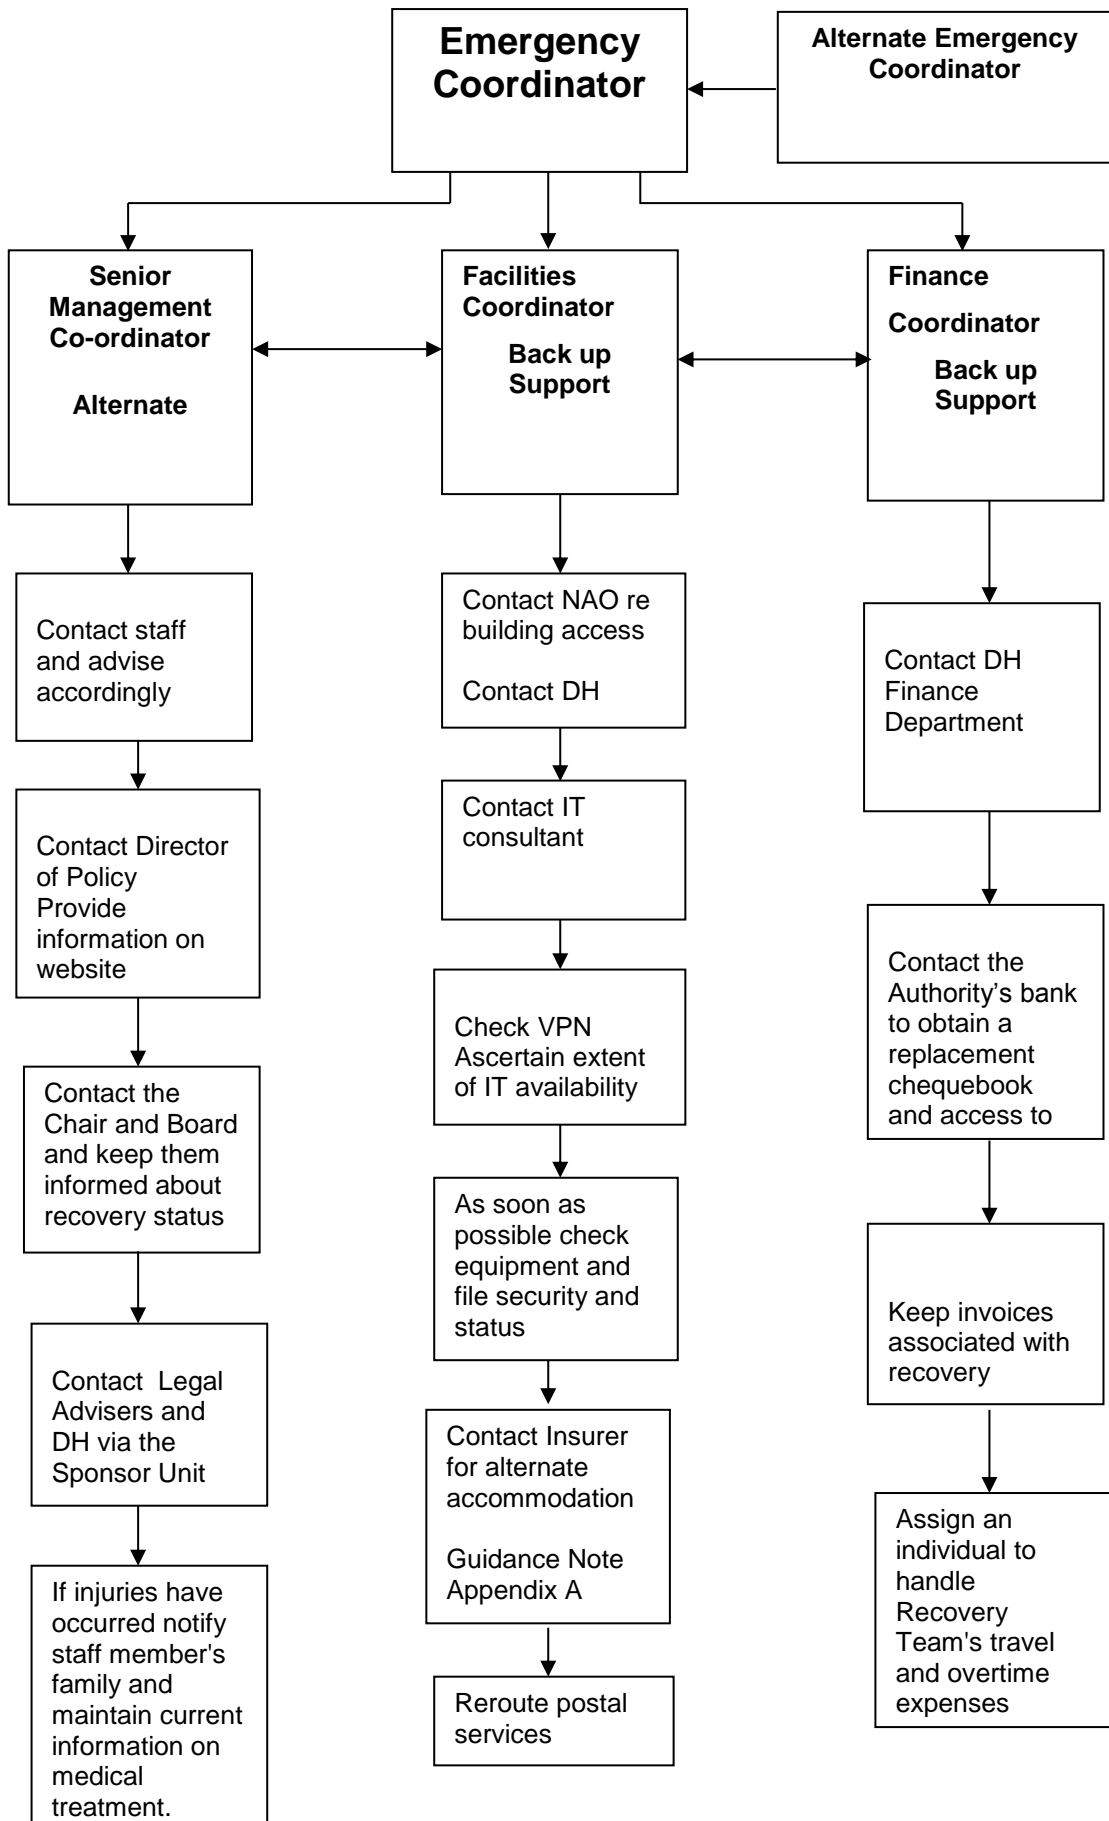 Emergency
Coordinator
Alternate Emergency
Coordinator
Senior
Management
Co-ordinator
Alternate
Facilities
Coordinator
Back up
Support
Finance
Coordinator
Back up
Support
Contact staff
and advise
accordingly
Contact Director
of Policy
Provide
information on
website
Contact the
Chair and Board
and keep them
informed about
recovery status
Contact  Legal
Advisers and
DH via the
Sponsor Unit
If injuries have
occurred notify
staff member's
family and
maintain current
information on
medical
treatment.
Contact NAO re
building access
Contact DH
Contact IT
consultant
Check VPN
Ascertain extent
of IT availability
As soon as
possible check
equipment and
file security and
status
Contact Insurer
for alternate
accommodation
Guidance Note
Appendix A
Reroute postal
services
Contact DH
Finance
Department
Contact the
Authority’s bank
to obtain a
replacement
chequebook
and access to
Keep invoices
associated with
recovery
Assign an
individual to
handle
Recovery
Team's travel
and overtime
expenses